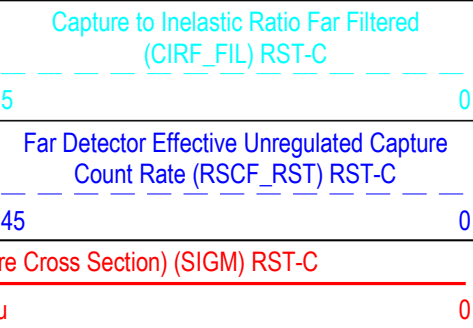 Capture to Inelastic Ratio Far Filtered
(CIRF_FIL) RST-C
5 0
Far Detector Effective Unregulated Capture
Count Rate (RSCF_RST) RST-C
45 0
re Cross Section) (SIGM) RST-C
u 0